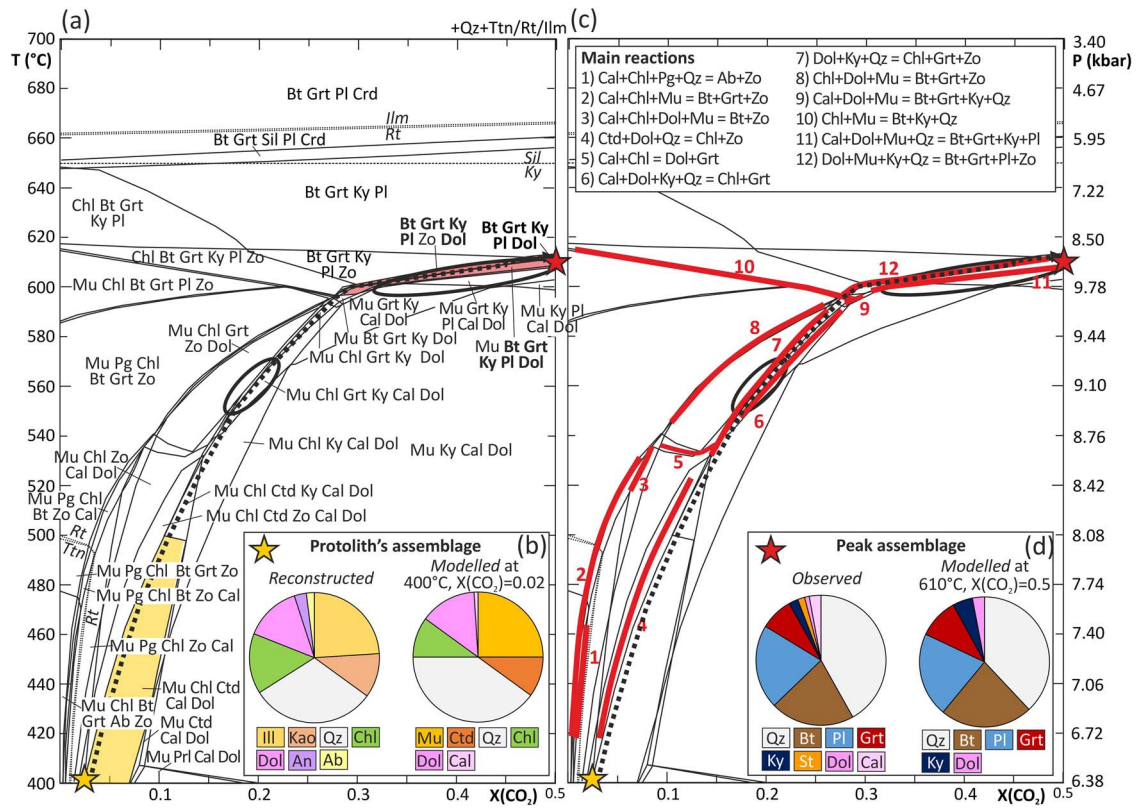 (a)
+Qz+Ttn/Rt/Ilm
(c)
T (°C)
700
680
660
640
620
600
580
560
540
520
500
480
460
440
420
400
Bt Grt Pl Crd
Ilm
Rt
Bt Grt Sil Pl Crd
Sil
Ky
Bt Grt Ky Pl
Chl Bt Grt
Ky Pl
Bt Grt Ky
Pl Zo Dol
Bt Grt Ky
Pl Dol
Chl Bt Grt Ky Pl Zo
Bt Grt Ky
Pl Zo
Mu Chl Bt Grt Pl Zo
Mu Grt Ky
Cal Dol
Mu Grt Ky
Pl Cal Dol
Mu Ky Pl
Cal Dol
Mu Chl Grt
Zo Dol
Mu Bt Grt Ky Dol
Mu Bt Grt
Ky Pl Dol
Mu Chl Grt Ky Dol
Mu Pg Chl
Bt Grt Zo
Mu Chl Grt Ky Cal Dol
Mu Chl Ky Cal Dol
Mu Ky Cal Dol
Mu Chl Zo
Cal Dol
Mu Chl Ctd Ky Cal Dol
Mu Pg Chl
Bt Zo Cal
Mu Chl Ctd Zo Cal Dol
Rt
Ttn
Mu Pg Chl Bt Grt Zo
Mu Pg Chl Bt Zo Cal
Rt
Mu Pg Chl Zo Cal
Mu Chl Ctd
Cal Dol
Mu Chl Bt
Grt Ab Zo
Mu Ctd
Cal Dol
Mu Prl Cal Dol
0.1
0.2
0.3
0.4
0.5
X(CO₂)
(b)
Protolith's assemblage
Reconstructed
Modelled at
400°C, X(CO₂)=0.02
Ill
Kao
Qz
Chl
Dol
An
Ab
Mu
Ctd
Qz
Chl
Dol
Cal
Main reactions
1) Cal+Chl+Pg+Qz = Ab+Zo
2) Cal+Chl+Mu = Bt+Grt+Zo
3) Cal+Chl+Dol+Mu = Bt+Zo
4) Ctd+Dol+Qz = Chl+Zo
5) Cal+Chl = Dol+Grt
6) Cal+Dol+Ky+Qz = Chl+Grt
7) Dol+Ky+Qz = Chl+Grt+Zo
8) Chl+Dol+Mu = Bt+Grt+Zo
9) Cal+Dol+Mu = Bt+Grt+Ky+Qz
10) Chl+Mu = Bt+Ky+Qz
11) Cal+Dol+Mu+Qz = Bt+Grt+Ky+Pl
12) Dol+Mu+Ky+Qz = Bt+Grt+Pl+Zo
10
12
11
9
8
7
6
5
3
2
4
1
P (kbar)
3.40
4.67
5.95
7.22
8.50
9.78
9.44
9.10
8.76
8.42
8.08
7.74
7.40
7.06
6.72
6.38
0.1
0.2
0.3
0.4
0.5
X(CO₂)
(d)
Peak assemblage
Observed
Modelled at
610°C, X(CO₂)=0.5
Qz
Bt
Pl
Grt
Ky
St
Dol
Cal
Qz
Bt
Pl
Grt
Ky
Dol